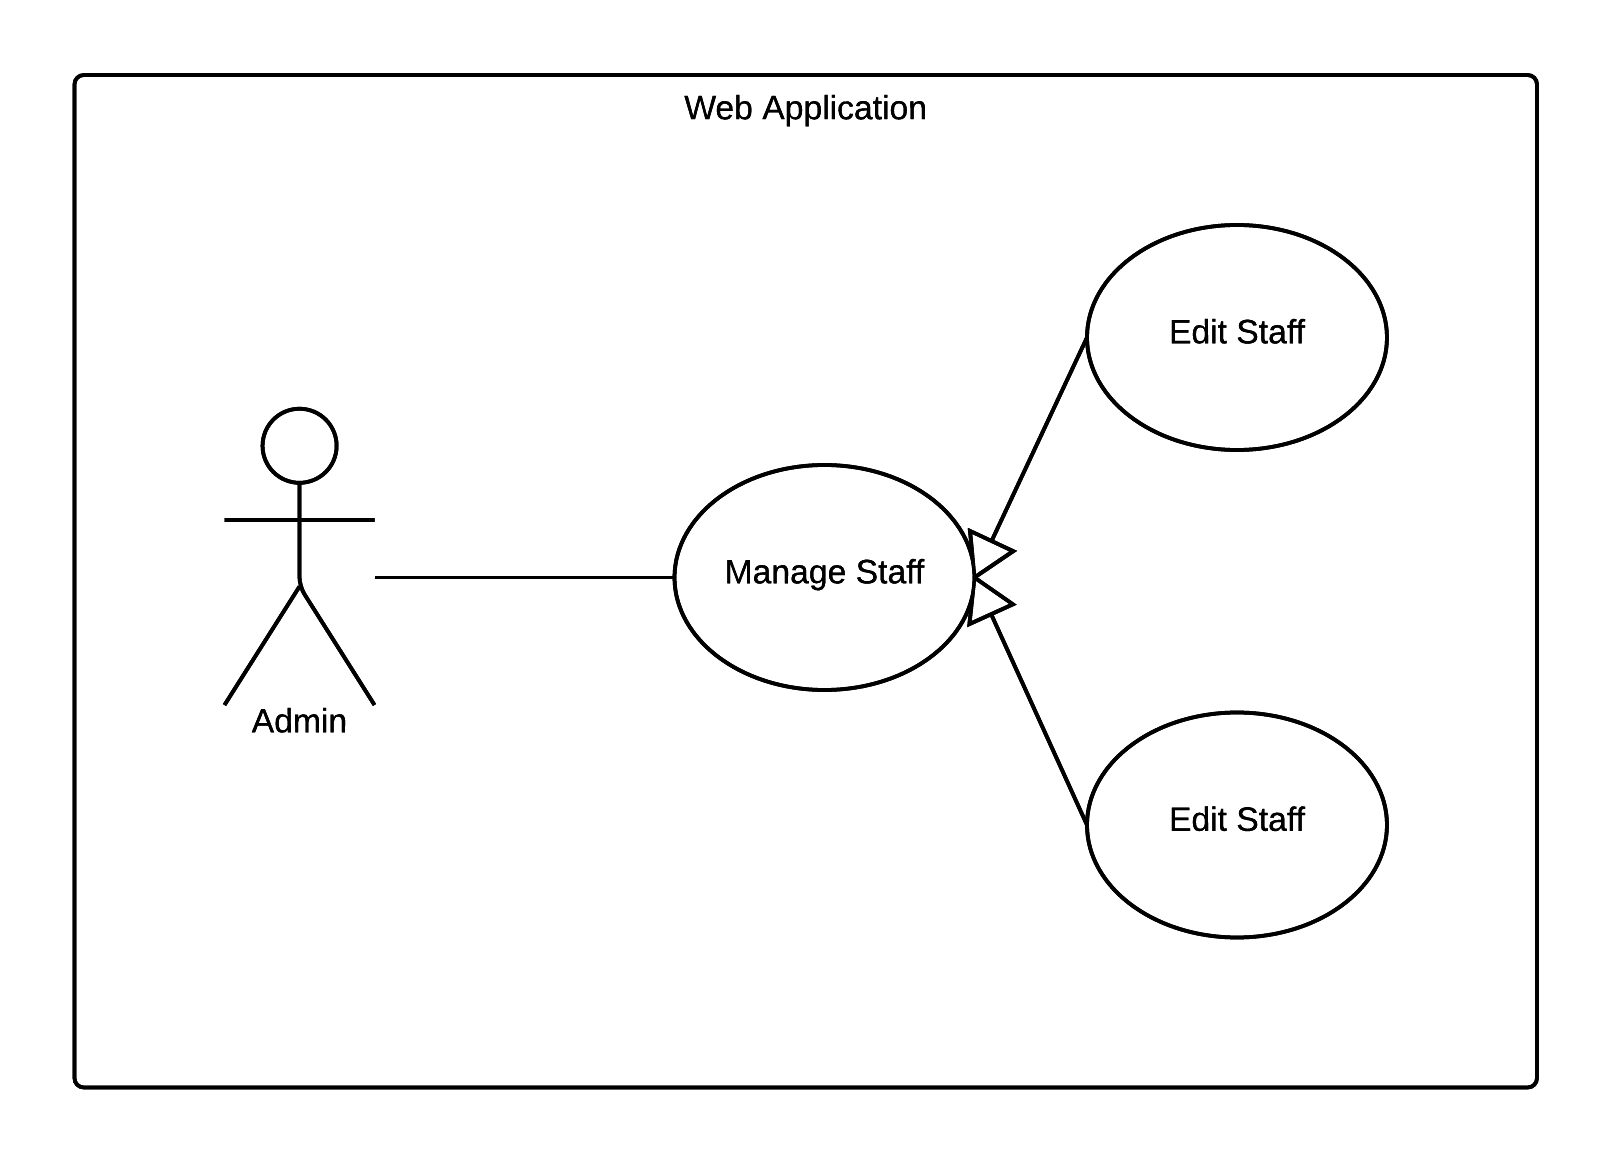 Web Application
Edit Staff
Manage Staff
Admin
Edit Staff